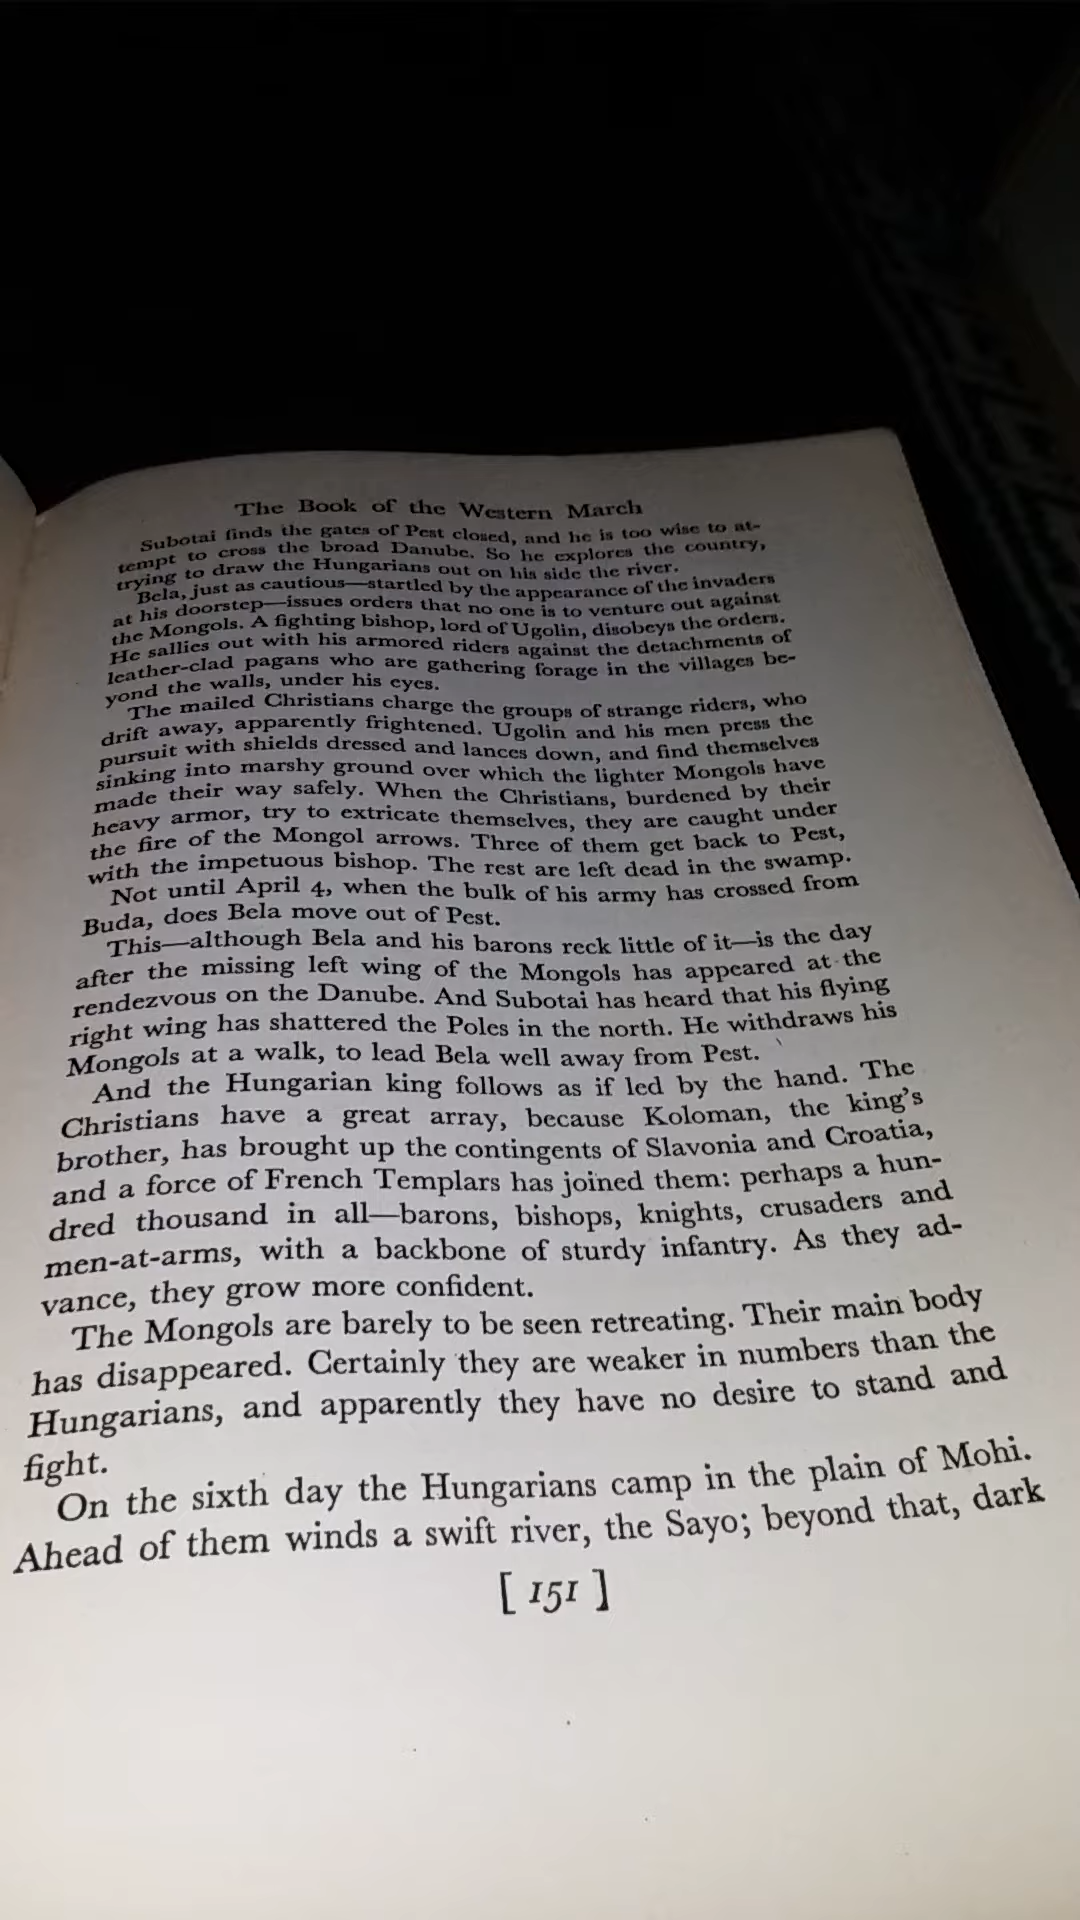 The Book of the Western March
Subotai finds the gates of Pest closed, and he is too wise to at-
tempt to cross the broad Danube. So he explores the country,
trying to draw the Hungarians out on his side the river.
Bela, just as cautious—startled by the appearance of the invaders
at his doorstep—issues orders that no one is to venture out against
the Mongols. A fighting bishop, lord of Ugolin, disobeys the orders.
He sallies out with his armored riders against the detachments of
leather-clad pagans who are gathering forage in the villages be-
yond the walls, under his eyes.
The mailed Christians charge the groups of strange riders, who
drift away, apparently frightened. Ugolin and his men press the
pursuit with shields dressed and lances down, and find themselves
sinking into marshy ground over which the lighter Mongols have
made their way safely. When the Christians, burdened by their
heavy armor, try to extricate themselves, they are caught under
the fire of the Mongol arrows. Three of them get back to Pest,
with the impetuous bishop. The rest are left dead in the swamp.
Not until April 4, when the bulk of his army has crossed from
Buda, does Bela move out of Pest.
This—although Bela and his barons reck little of it—is the day
after the missing left wing of the Mongols has appeared at the
rendezvous on the Danube. And Subotai has heard that his flying
right wing has shattered the Poles in the north. He withdraws his
Mongols at a walk, to lead Bela well away from Pest.
And the Hungarian king follows as if led by the hand. The
Christians have a great array, because Koloman, the king's
brother, has brought up the contingents of Slavonia and Croatia,
and a force of French Templars has joined them: perhaps a hun-
dred thousand in all—barons, bishops, knights, crusaders and
men-at-arms, with a backbone of sturdy infantry. As they ad-
vance, they grow more confident.
The Mongols are barely to be seen retreating. Their main body
has disappeared. Certainly they are weaker in numbers than the
Hungarians, and apparently they have no desire to stand and
fight.
On the sixth day the Hungarians camp in the plain of Mohi.
Ahead of them winds a swift river, the Sayo; beyond that, dark
[ 151 ]